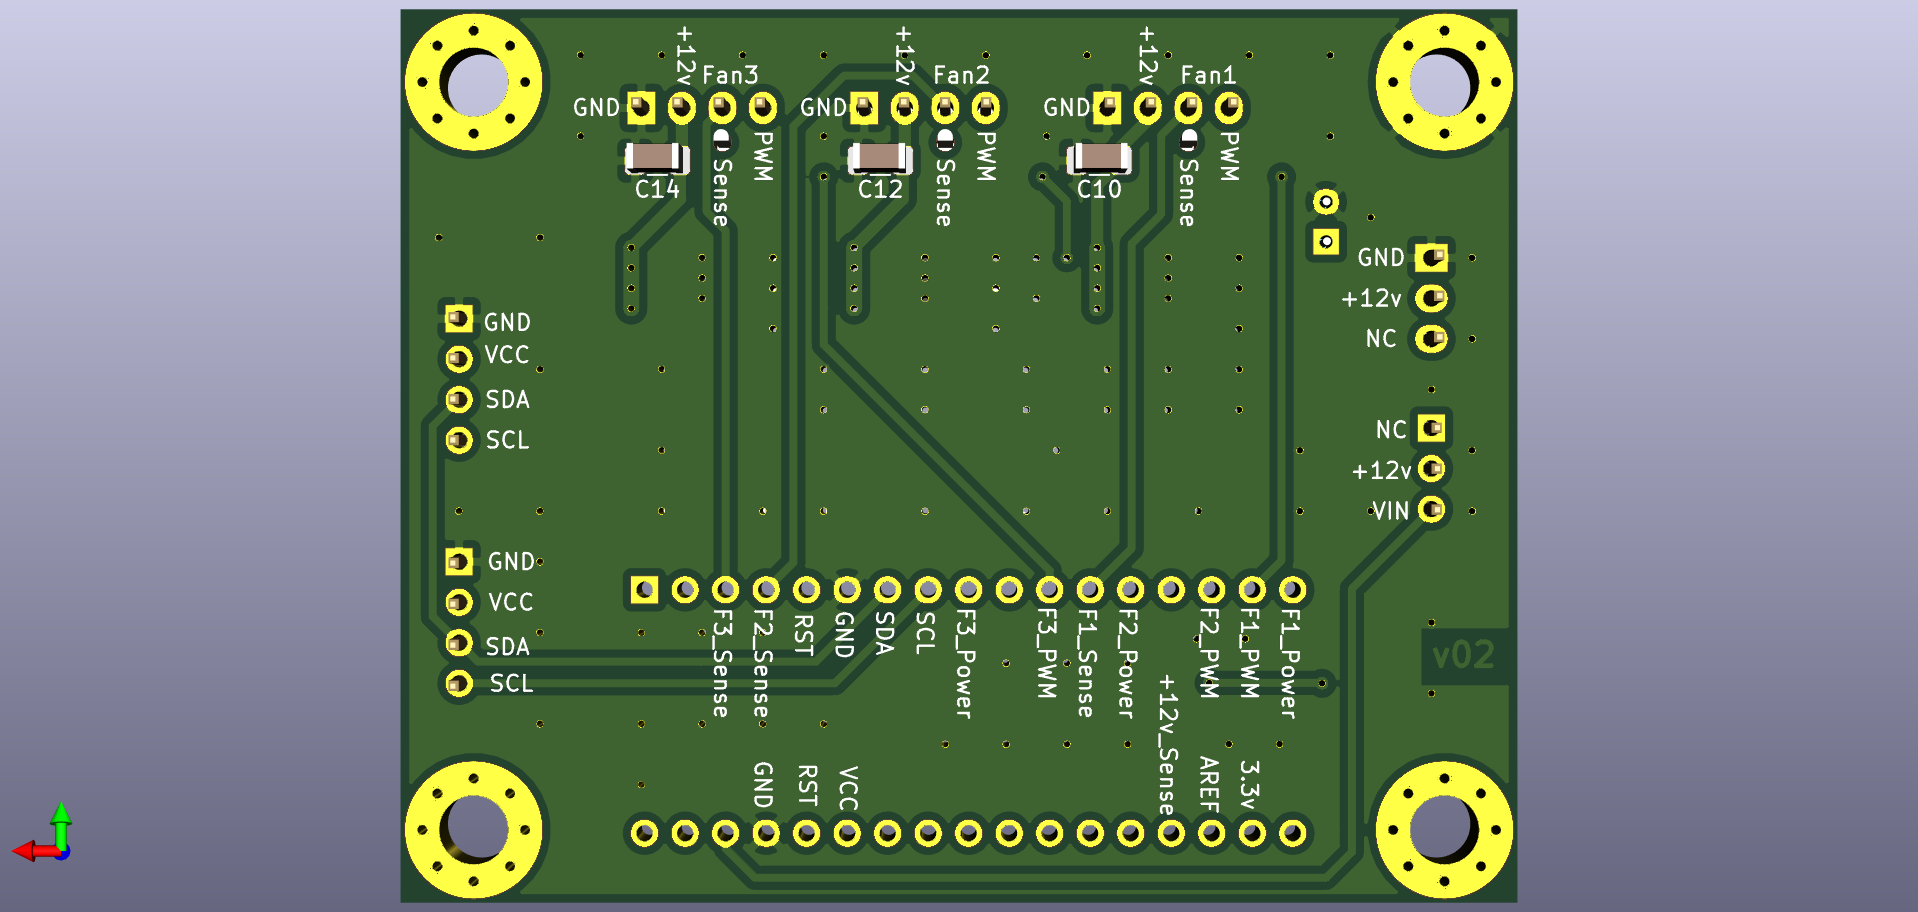 +12v
+12v
+12v
Fan3
Fan2
Fan1
GND
GND
GND
Sense
PWM
Sense
PWM
Sense
PWM
C14
C12
C10
GND
+12v
NC
GND
VCC
SDA
SCL
NC
+12v
VIN
GND
VCC
SDA
SCL
F3_Sense
F2_Sense
RST
GND
SDA
SCL
F3_Power
F3_PWM
F1_Sense
F2_Power
F2_PWM
F1_PWM
F1_Power
v02
+12v_Sense
GND
RST
VCC
AREF
3.3v